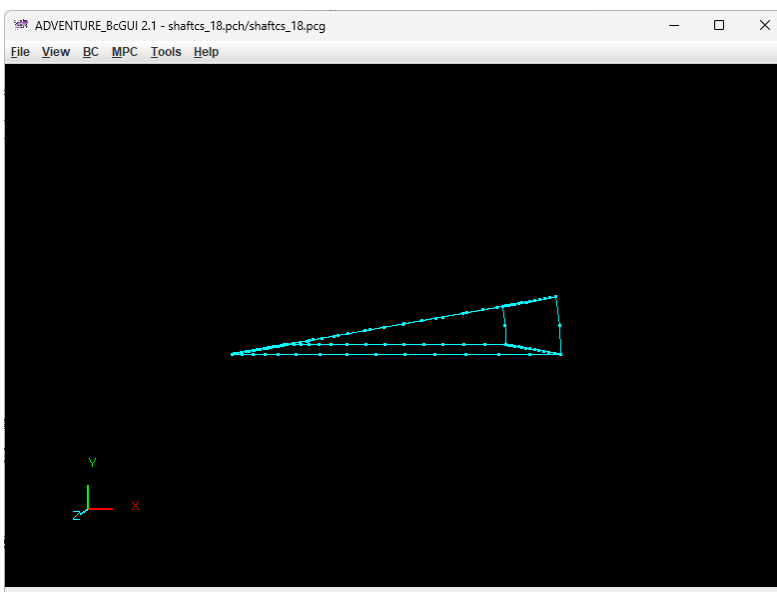 ADVENTURE_BcGUI 2.1 - shaftcs_18.pch/shaftcs_18.pcg
File View BC MPC Tools Help
Y
X
Z